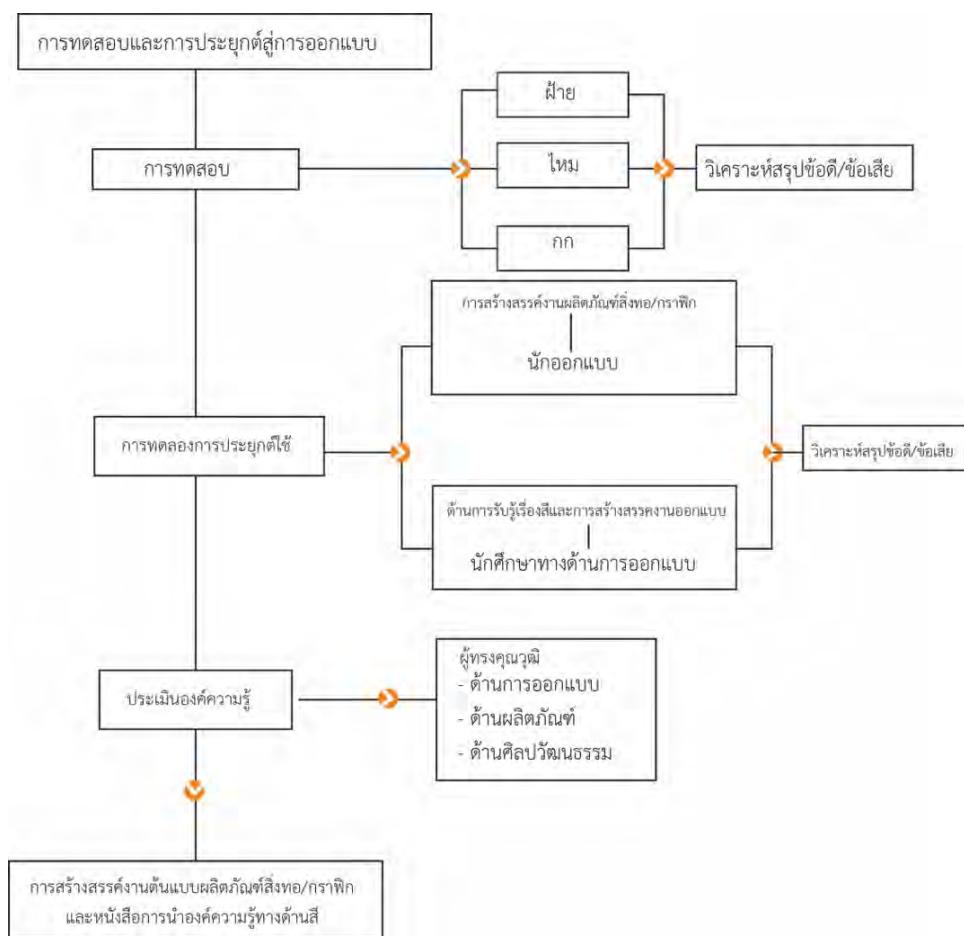 การทดสอบและการประยุกต์สู่การออกแบบ
การทดสอบ
ฝ้าย
ไหม
กก
วิเคราะห์สรุปข้อดี/ข้อเสีย
การทดลองการประยุกต์ใช้
การสร้างสรรค์งานผลิตภัณฑ์สิ่งทอ/กราฟิก
นักออกแบบ
ด้านการรับรู้เรื่องสีและการสร้างสรรคงานออกแบบ
นักศึกษาทางด้านการออกแบบ
วิเคราะห์สรุปข้อดี/ข้อเสีย
ประเมินองค์ความรู้
ผู้ทรงคุณวุฒิ
- ด้านการออกแบบ
- ด้านผลิตภัณฑ์
- ด้านศิลปวัฒนธรรม
การสร้างสรรค์งานต้นแบบผลิตภัณฑ์สิ่งทอ/กราฟิก
และหนังสือการนำองค์ความรู้ทางด้านสี